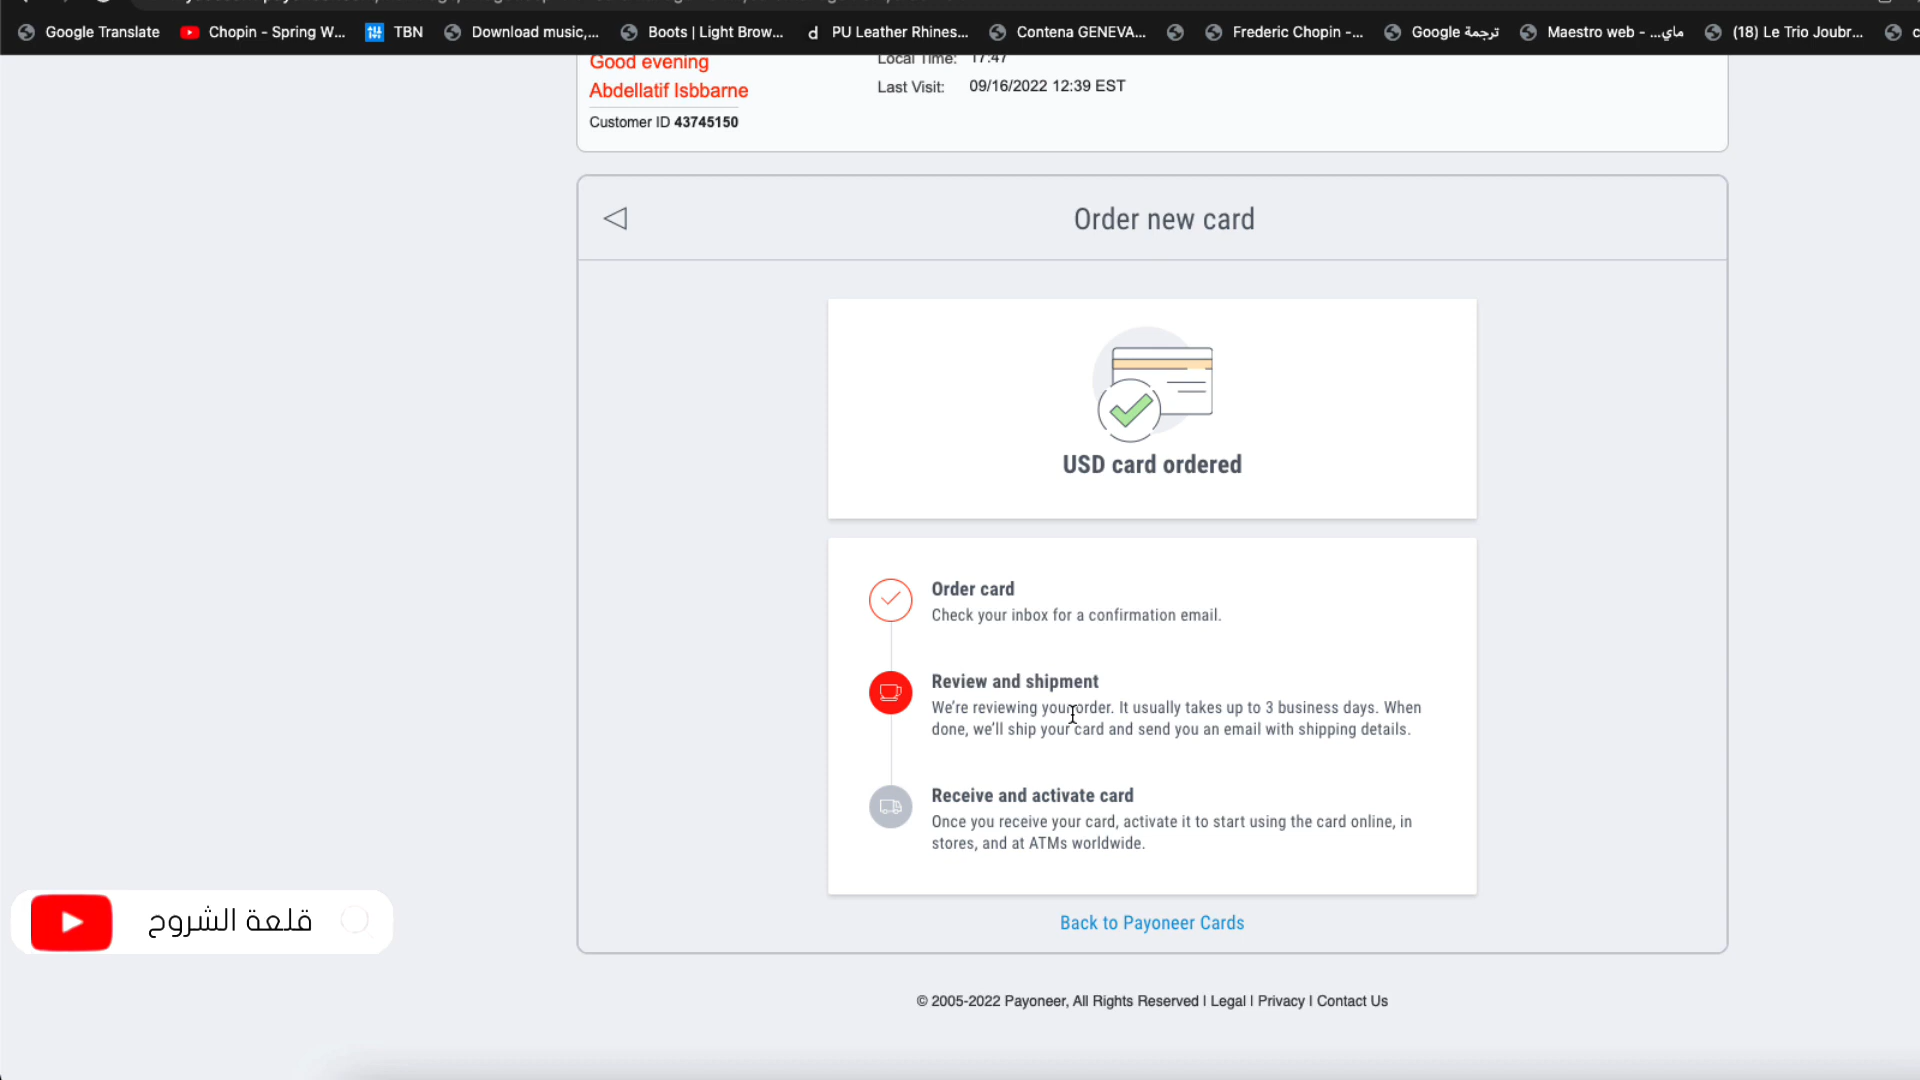 Google Translate
Chopin - Spring W...
TBN
Download music,...
Boots | Light Brow...
PU Leather Rhines...
Contena GENEVA...
Frederic Chopin -...
Google ترجمة
Maestro web - ...ماي
(18) Le Trio Joubr...
Good evening
Abdellatif Isbbarne
Customer ID 43745150
Local Time: 17:47
Last Visit: 09/16/2022 12:39 EST
Order new card
USD card ordered
Order card
Check your inbox for a confirmation email.
Review and shipment
We're reviewing your order. It usually takes up to 3 business days. When
done, we'll ship your card and send you an email with shipping details.
Receive and activate card
Once you receive your card, activate it to start using the card online, in
stores, and at ATMs worldwide.
Back to Payoneer Cards
قلعة الشروح
© 2005-2022 Payoneer, All Rights Reserved | Legal | Privacy | Contact Us